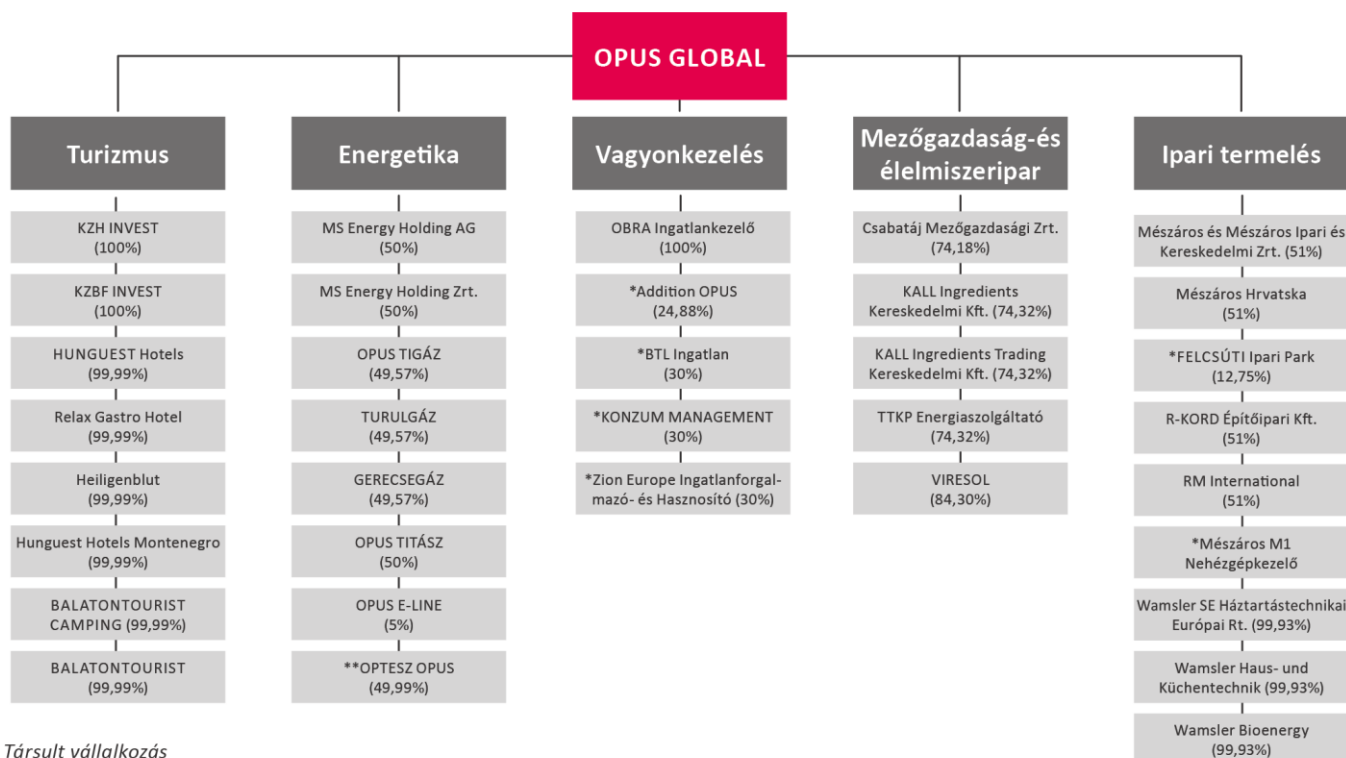 OPUS GLOBAL
Turizmus
KZH INVEST
(100%)
KZBF INVEST
(100%)
HUNGUEST Hotels
(99,99%)
Relax Gastro Hotel
(99,99%)
Heiligenblut
(99,99%)
Hunguest Hotels Montenegro
(99,99%)
BALATONTOURIST
CAMPING (99,99%)
BALATONTOURIST
(99,99%)
Energetika
MS Energy Holding AG
(50%)
MS Energy Holding Zrt.
(50%)
OPUS TIGÁZ
(49,57%)
TURULGÁZ
(49,57%)
GERECSEGÁZ
(49,57%)
OPUS TITÁSZ
(50%)
OPUS E-LINE
(5%)
**OPTESZ OPUS
(49,99%)
Vagyonkezelés
OBRA Ingatlankezelő
(100%)
*Addition OPUS
(24,88%)
*BTL Ingatlan
(30%)
*KONZUM MANAGEMENT
(30%)
*Zion Europe Ingatlanforgal-
mazó- és Hasznosító (30%)
Mezőgazdaság-és
élelmiszeripar
Csabatáj Mezőgazdasági Zrt.
(74,18%)
KALL Ingredients
Kereskedelmi Kft. (74,32%)
KALL Ingredients Trading
Kereskedelmi Kft. (74,32%)
TTKP Energiaszolgáltató
(74,32%)
VIRESOL
(84,30%)
Ipari termelés
Mészáros és Mészáros Ipari és
Kereskedelmi Zrt. (51%)
Mészáros Hrvatska
(51%)
*FELCSÚTI Ipari Park
(12,75%)
R-KORD Építőipari Kft.
(51%)
RM International
(51%)
*Mészáros M1
Nehézgépkezelő
Wamsler SE Háztartástechnikai
Európai Rt. (99,93%)
Wamsler Haus- und
Küchentechnik (99,93%)
Wamsler Bioenergy
(99,93%)
Társult vállalkozás